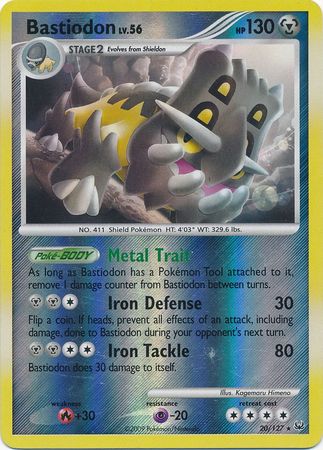 Bastiodon LV.56 HP 130
STAGE2 Evolves from Shieldon
NO. 411 Shield Pokémon HT: 4'03" WT: 329.6 lbs.
Poké-BODY Metal Trait
As long as Bastiodon has a Pokémon Tool attached to it,
remove 1 damage counter from Bastiodon between turns.
Iron Defense 30
Flip a coin. If heads, prevent all effects of an attack, including
damage, done to Bastiodon during your opponent's next turn.
Iron Tackle 80
Bastiodon does 30 damage to itself.
Illus. Kagemaru Himeno
weakness resistance retreat cost
+30 -20
©2009 Pokémon/Nintendo 20/127 ★